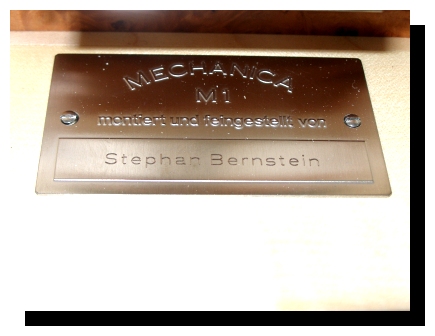 MECHANICA
M1
montiert und feingestellt von
Stephan Bernstein